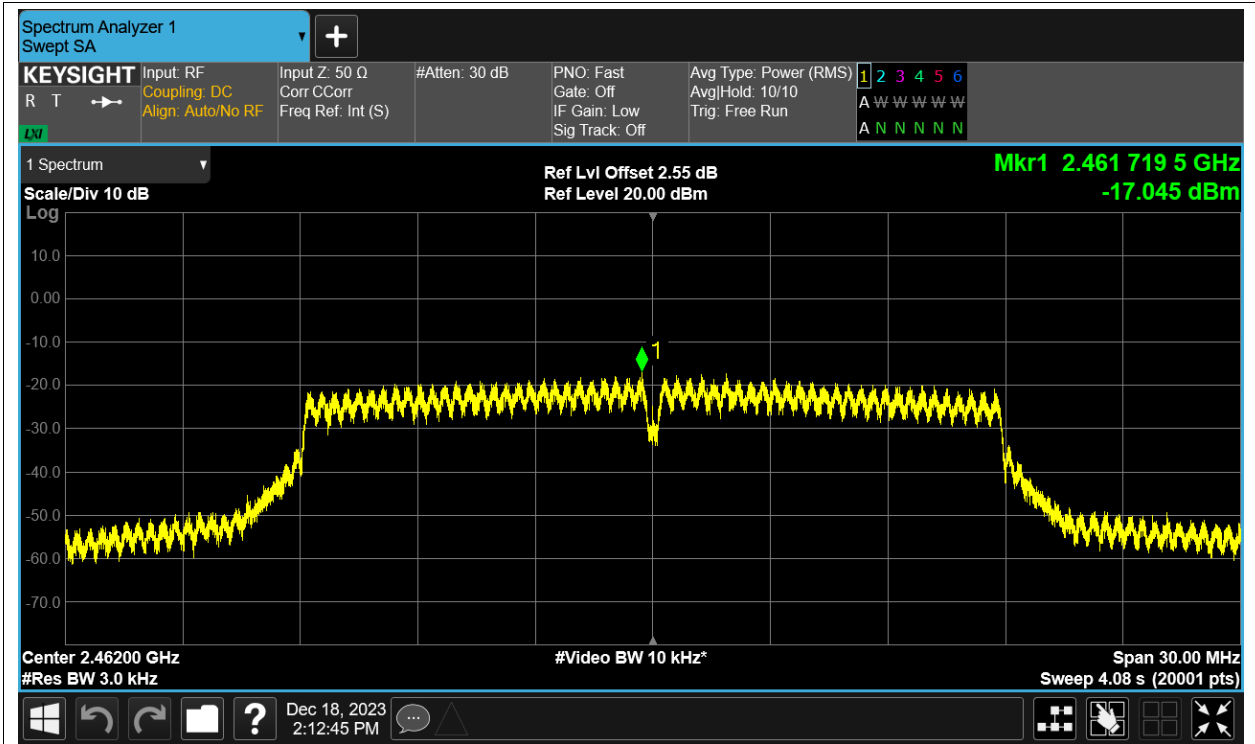 Spectrum Analyzer 1
Swept SA
KEYSIGHT
R T
LXI
Input: RF
Coupling: DC
Align: Auto/No RF
Input Z: 50 Ω
Corr CCorr
Freq Ref: Int (S)
#Atten: 30 dB
PNO: Fast
Gate: Off
IF Gain: Low
Sig Track: Off
Avg Type: Power (RMS)
Avg|Hold: 10/10
Trig: Free Run
1 2 3 4 5 6
A W W W W W
A N N N N N
1 Spectrum
Scale/Div 10 dB
Log
Ref Lvl Offset 2.55 dB
Ref Level 20.00 dBm
Mkr1 2.461 719 5 GHz
-17.045 dBm
10.0
0.00
-10.0
1
-20.0
-30.0
-40.0
-50.0
-60.0
-70.0
Center 2.46200 GHz
#Res BW 3.0 kHz
#Video BW 10 kHz*
Span 30.00 MHz
Sweep 4.08 s (20001 pts)
?
Dec 18, 2023
2:12:45 PM